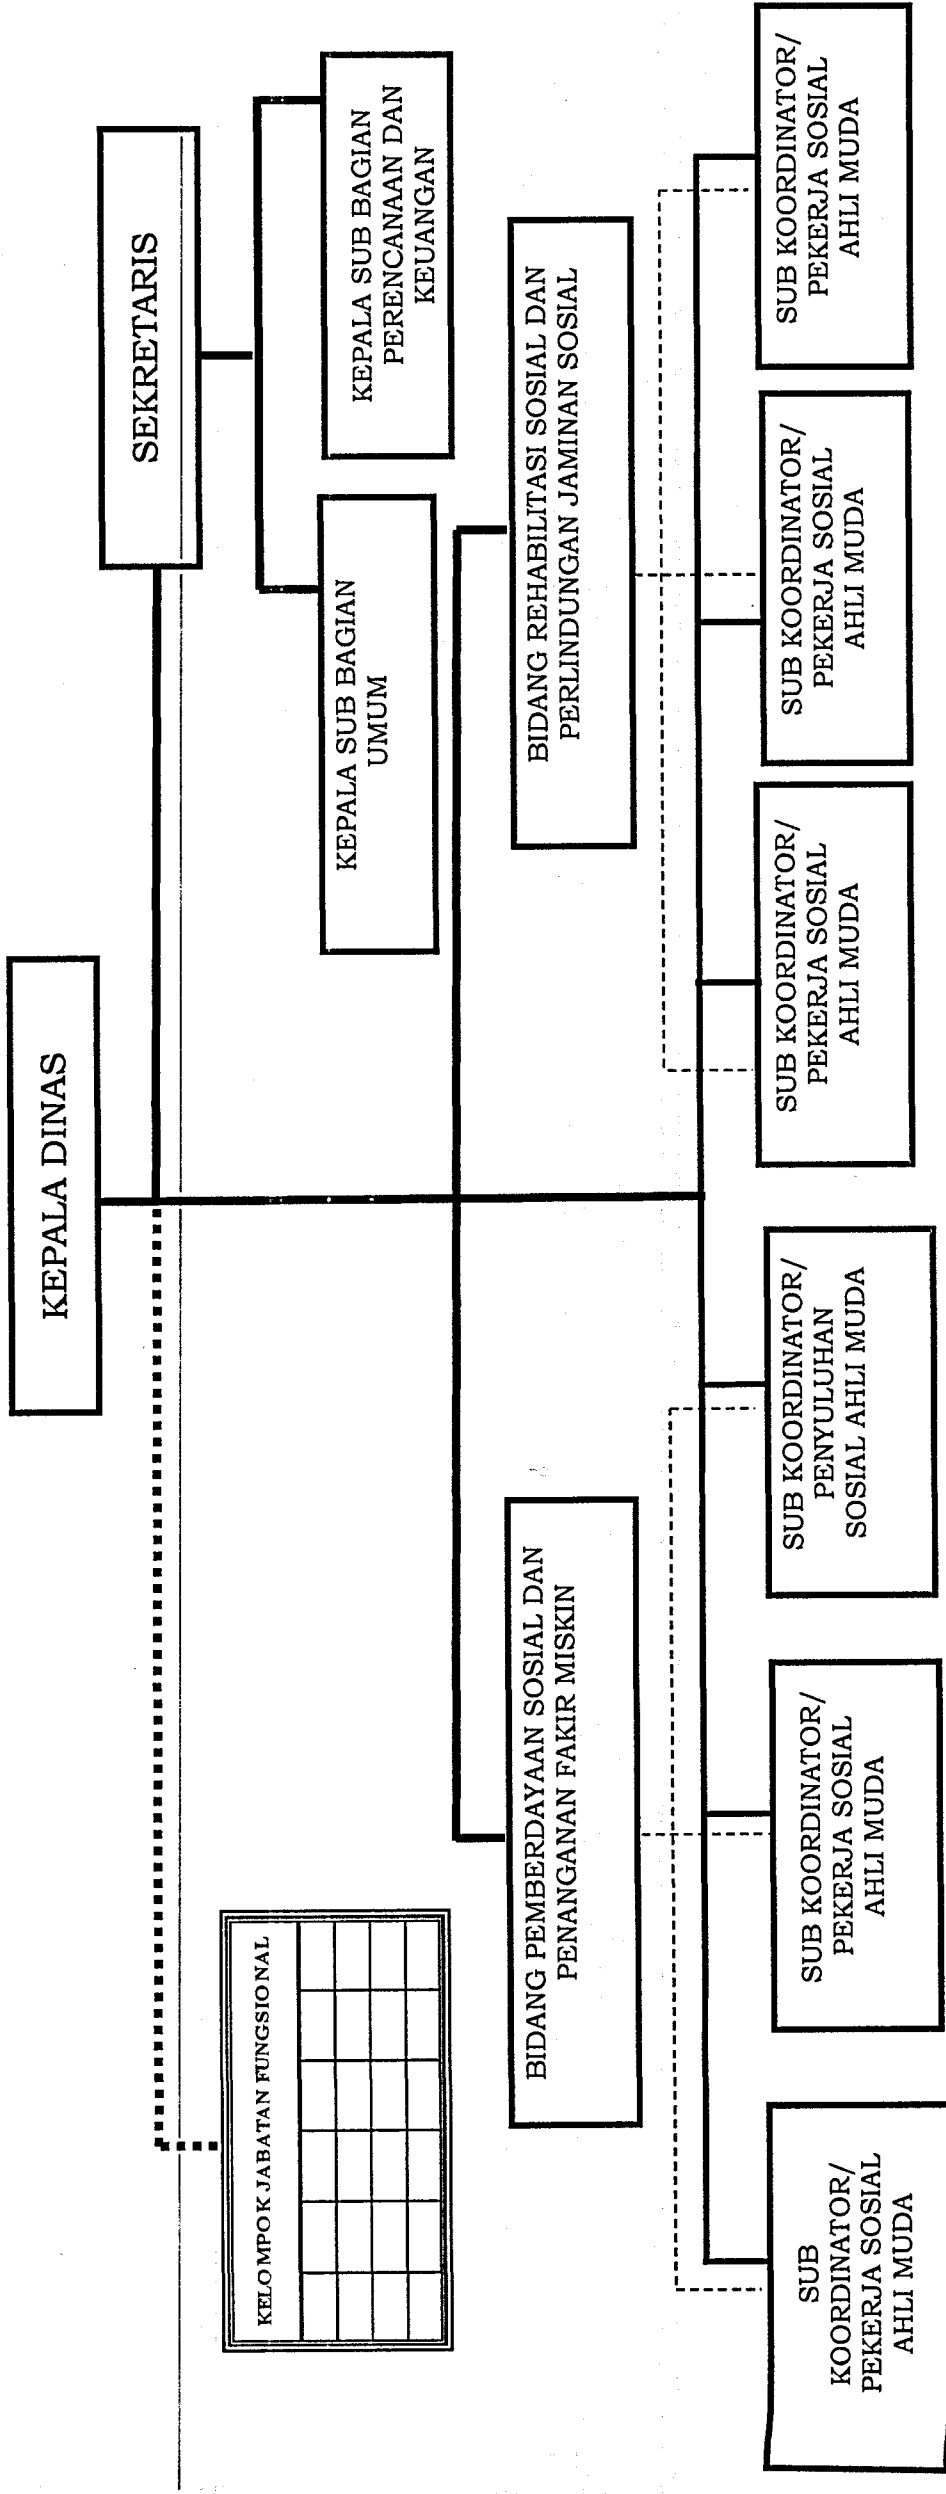 KEPALA DINAS
SEKRETARIS
KELOMPOK JABATAN FUNGSIONAL
KEPALA SUB BAGIAN
UMUM
KEPALA SUB BAGIAN
PERENCANAAN DAN
KEUANGAN
BIDANG PEMBERDAYAAN SOSIAL DAN
PENANGANAN FAKIR MISKIN
BIDANG REHABILITASI SOSIAL DAN
PERLINDUNGAN JAMINAN SOSIAL
SUB
KOORDINATOR/
PEKERJA SOSIAL
AHLI MUDA
SUB KOORDINATOR/
PEKERJA SOSIAL
AHLI MUDA
SUB KOORDINATOR/
PENYULUHAN
SOSIAL AHLI MUDA
SUB KOORDINATOR/
PEKERJA SOSIAL
AHLI MUDA
SUB KOORDINATOR/
PEKERJA SOSIAL
AHLI MUDA
SUB KOORDINATOR/
PEKERJA SOSIAL
AHLI MUDA